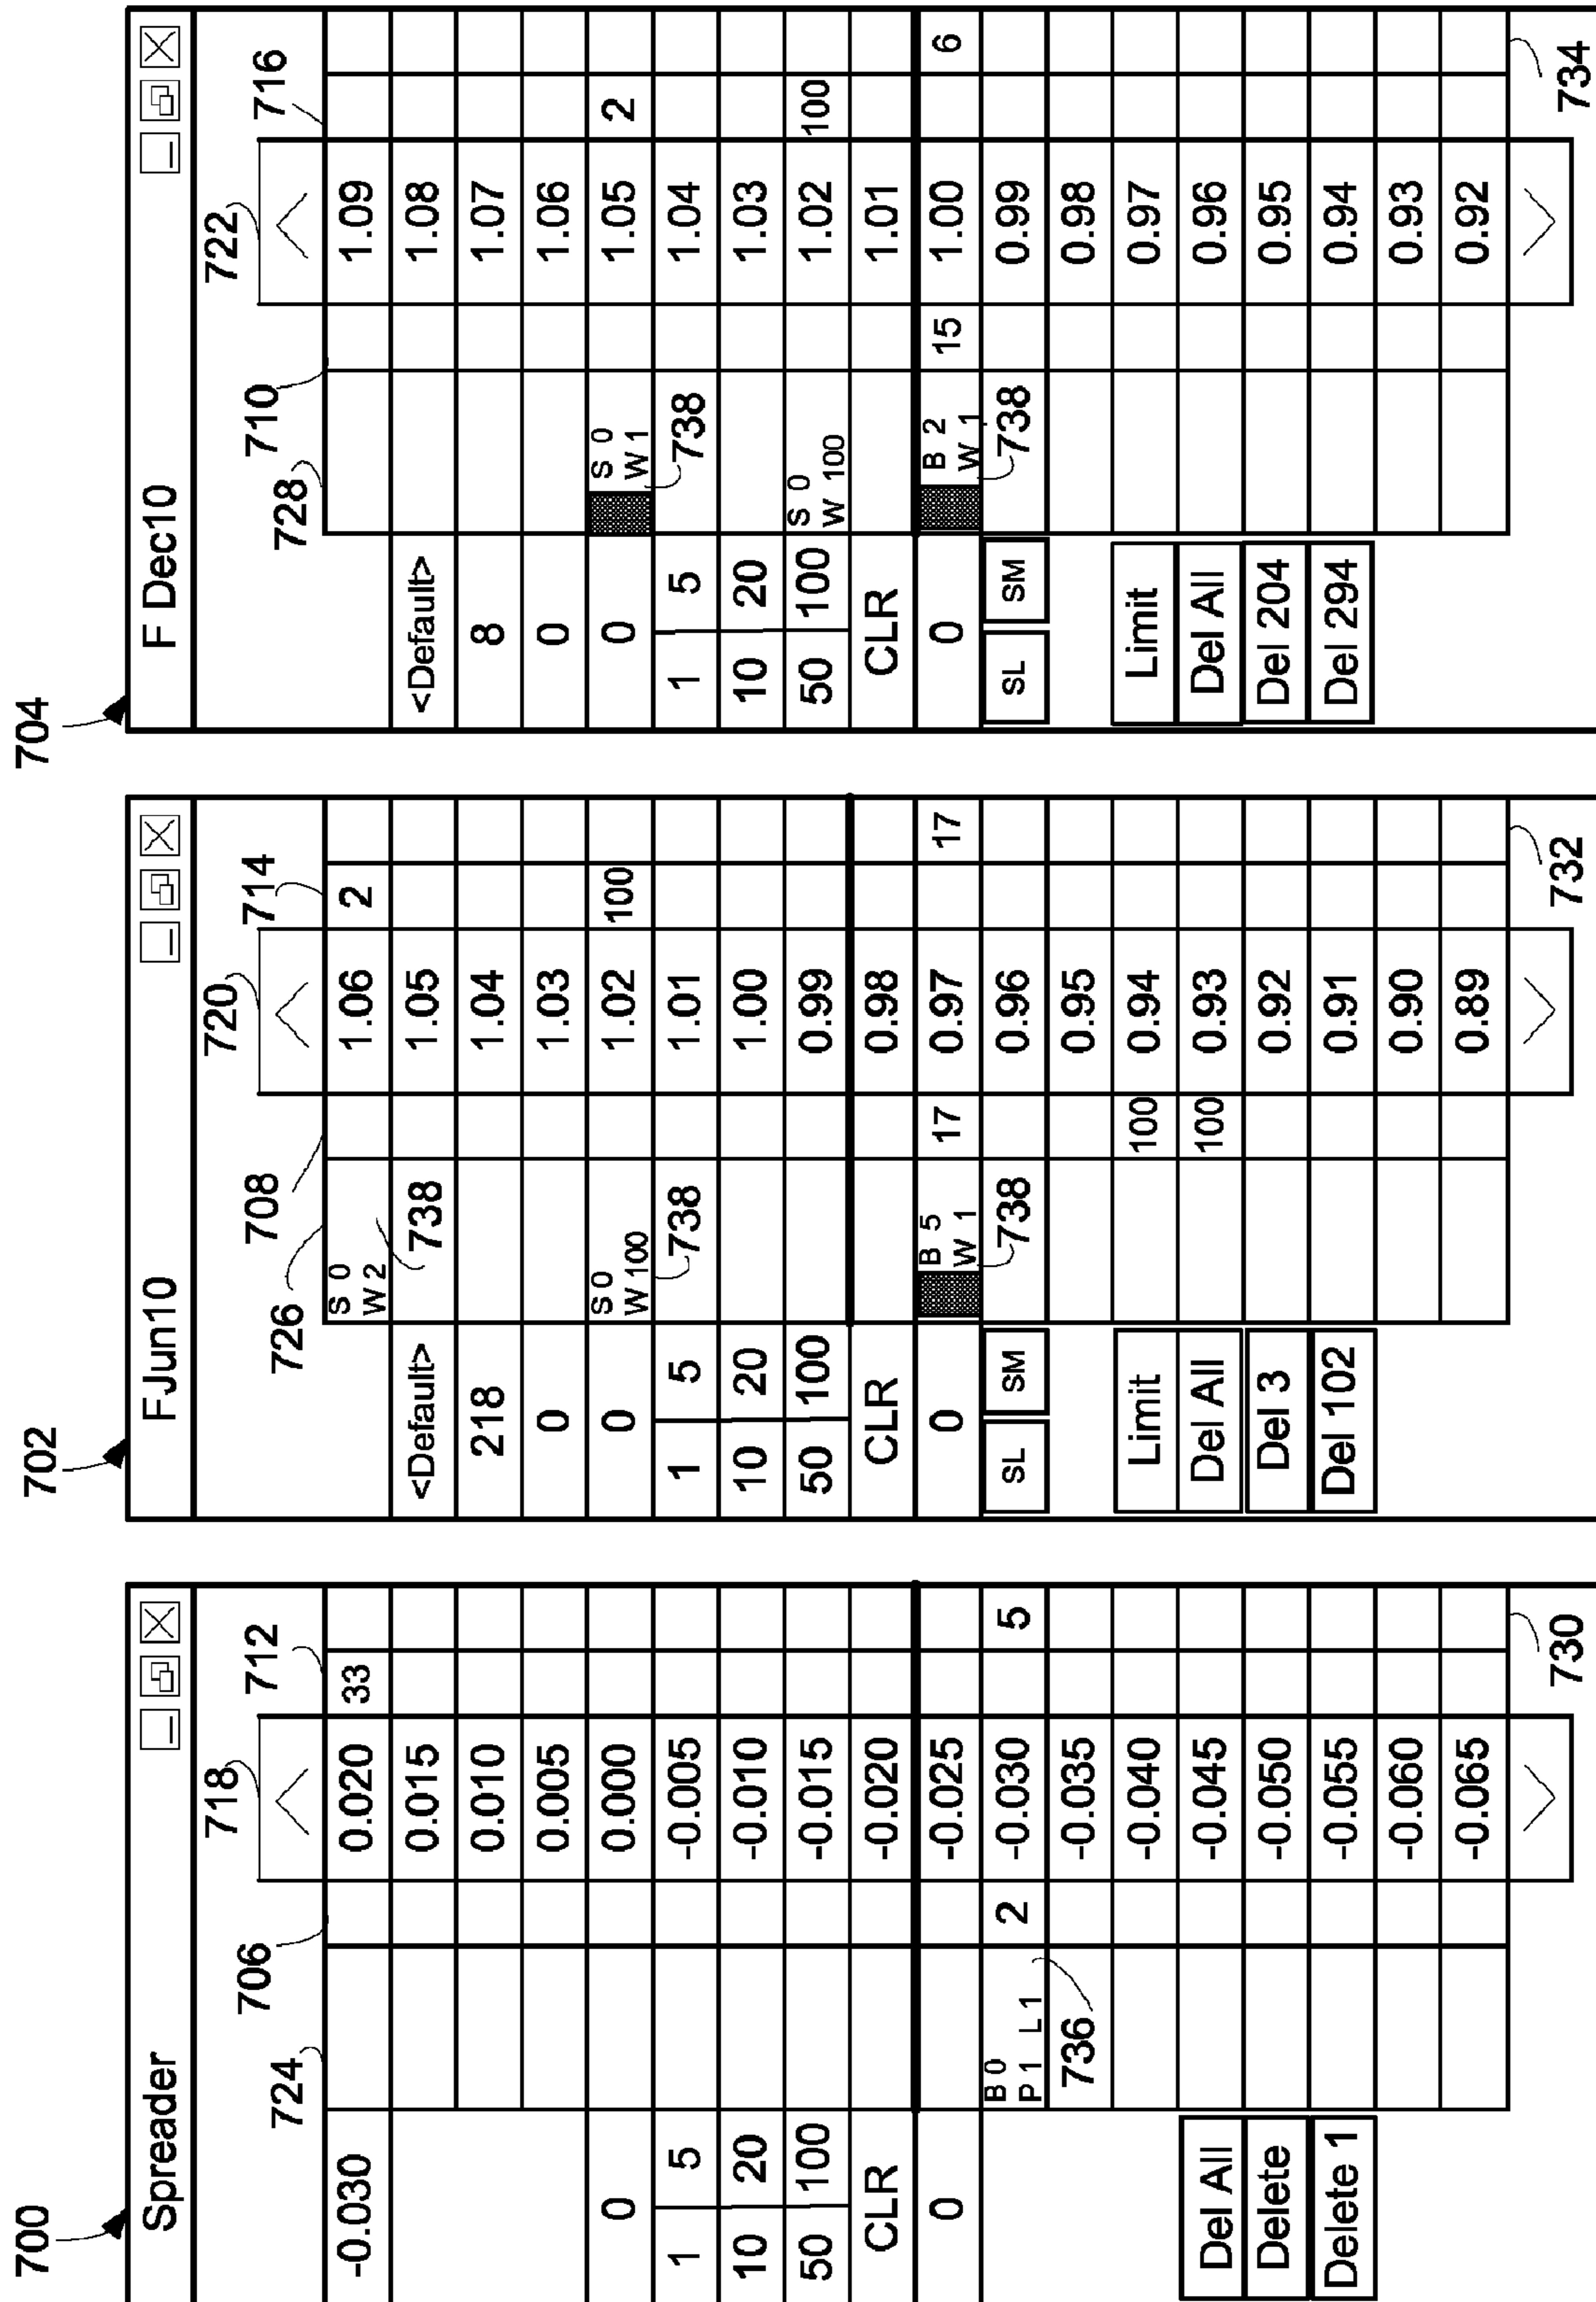 700
Spreader
718
724 706 712
-0.030 0.020 33
0.015
0.010
0.005
0 0.000
1 5 -0.005
10 20 -0.010
50 100 -0.015
CLR -0.020
0 -0.025
B 0 2 -0.030 5
P 1 L 1
736 -0.035
-0.040
Del All -0.045
Delete -0.050
Delete 1 -0.055
-0.060
-0.065
730
702
FJun10
720
726 708 714
S 0 1.06 2
W 2
<Default> 738 1.05
218 1.04
0 1.03
0 S 0 1.02 100
W 100
1 5 738 1.01
10 20 1.00
50 100 0.99
CLR 0.98
0 B 5 17 0.97 17
W 1
SL SM 738 0.96
0.95
Limit 100 0.94
Del All 100 0.93
Del 3 0.92
Del 102 0.91
0.90
0.89
732
704
F Dec10
722
728 710 716
1.09
<Default> 1.08
8 1.07
0 1.06
0 S 0 1.05 2
W 1
1 5 738 1.04
10 20 1.03
50 100 S 0 1.02 100
W 100
CLR 1.01
0 B 2 15 1.00 6
W 1
SL SM 738 0.99
0.98
Limit 0.97
Del All 0.96
Del 204 0.95
Del 294 0.94
0.93
0.92
734